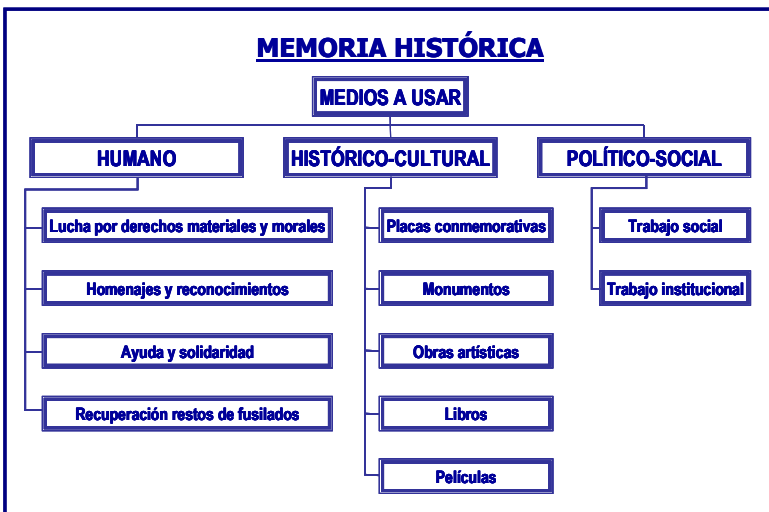 MEMORIA HISTÓRICA
MEDIOS A USAR
HUMANO
Lucha por derechos materiales y morales
Homenajes y reconocimientos
Ayuda y solidaridad
Recuperación restos de fusilados
HISTÓRICO-CULTURAL
Placas conmemorativas
Monumentos
Obras artísticas
Libros
Películas
POLÍTICO-SOCIAL
Trabajo social
Trabajo institucional